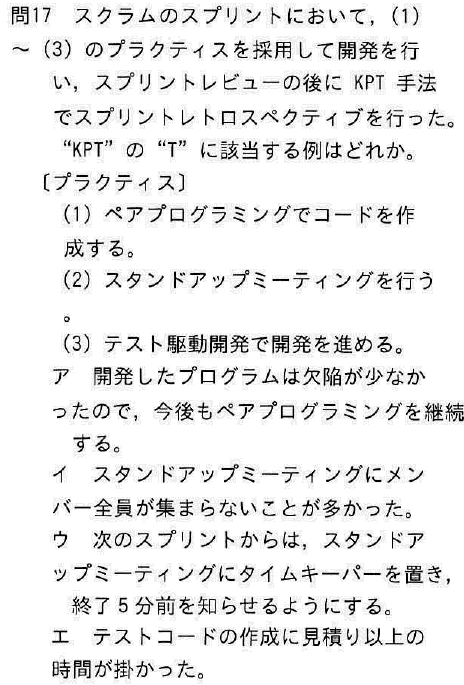 問17　スクラムのスプリントにおいて，(1)
～（3）のプラクティスを採用して開発を行
い，スプリントレビューの後に KPT 手法
でスプリントレトロスペクティブを行った。
“KPT” の “T” に該当する例はどれか。
〔プラクティス〕
(1) ペアプログラミングでコードを作
成する。
(2) スタンドアップミーティングを行う
。
(3) テスト駆動開発で開発を進める。
ア　開発したプログラムは欠陥が少なか
ったので，今後もペアプログラミングを継続
する。
イ　スタンドアップミーティングにメン
バー全員が集まらないことが多かった。
ウ　次のスプリントからは，スタンドア
ップミーティングにタイムキーパーを置き，
終了５分前を知らせるようにする。
エ　テストコードの作成に見積り以上の
時間が掛かった。